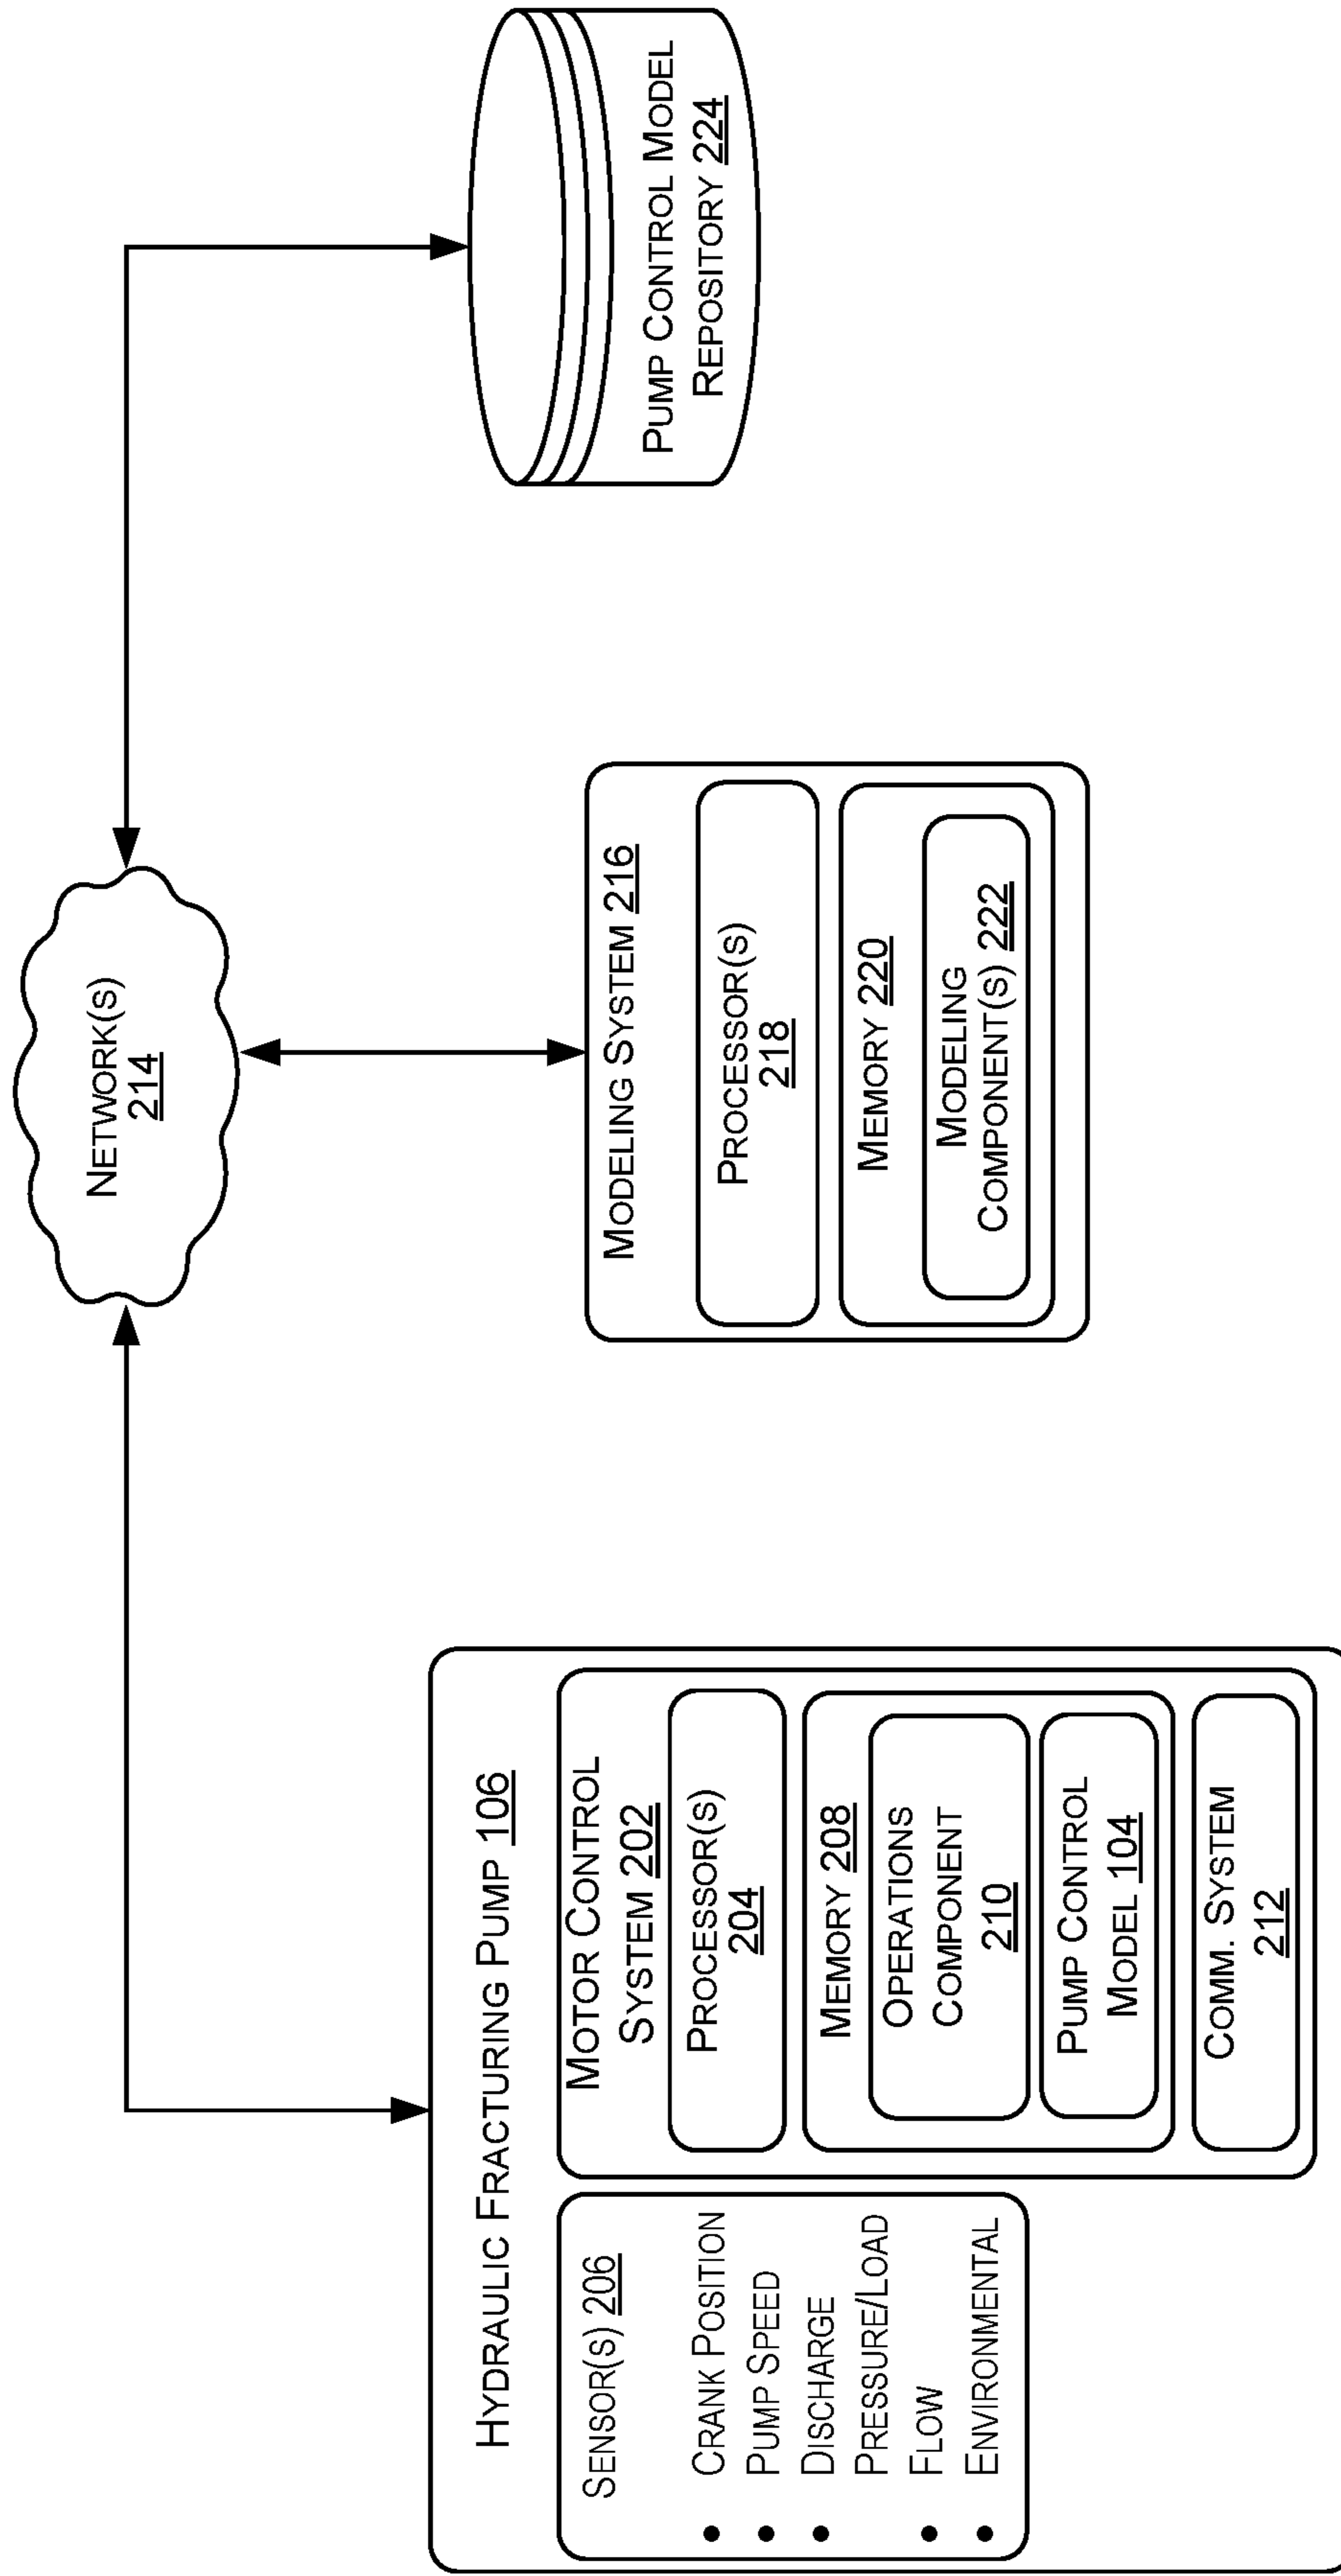 NETWORK(S)
214
HYDRAULIC FRACTURING PUMP 106
SENSOR(S) 206
• CRANK POSITION
• PUMP SPEED
• DISCHARGE
PRESSURE/LOAD
• FLOW
• ENVIRONMENTAL
MOTOR CONTROL
SYSTEM 202
PROCESSOR(S)
204
MEMORY 208
OPERATIONS
COMPONENT
210
PUMP CONTROL
MODEL 104
COMM. SYSTEM
212
MODELING SYSTEM 216
PROCESSOR(S)
218
MEMORY 220
MODELING
COMPONENT(S) 222
PUMP CONTROL MODEL
REPOSITORY 224